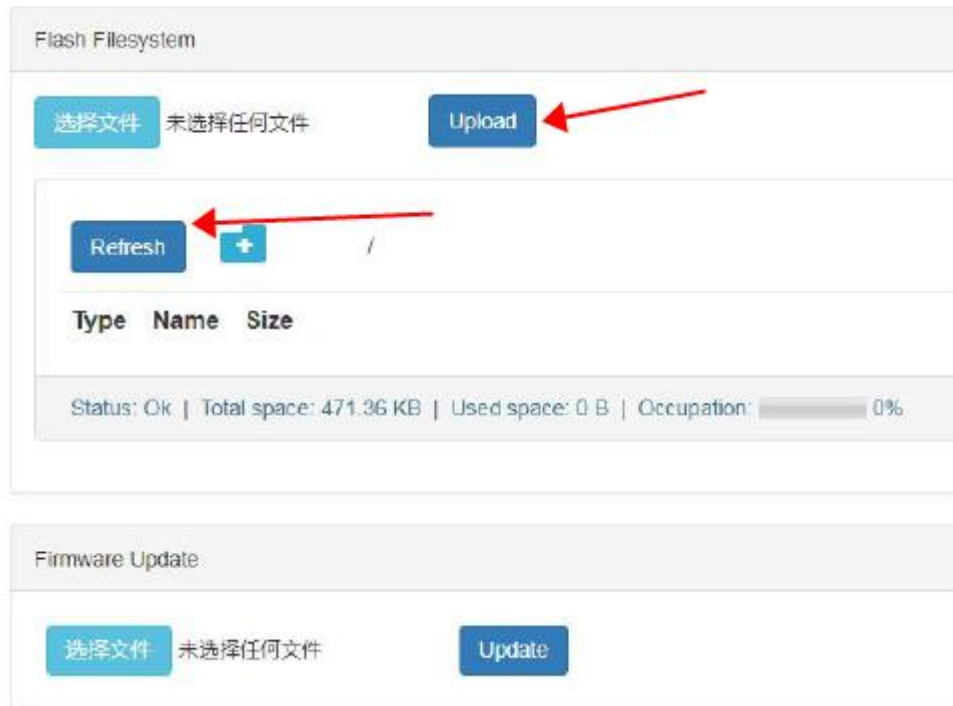 Flash Filesystem
选择文件 未选择任何文件 Upload
Refresh + /
Type Name Size
Status: Ok | Total space: 471.36 KB | Used space: 0 B | Occupation: 0%
Firmware Update
选择文件 未选择任何文件 Update